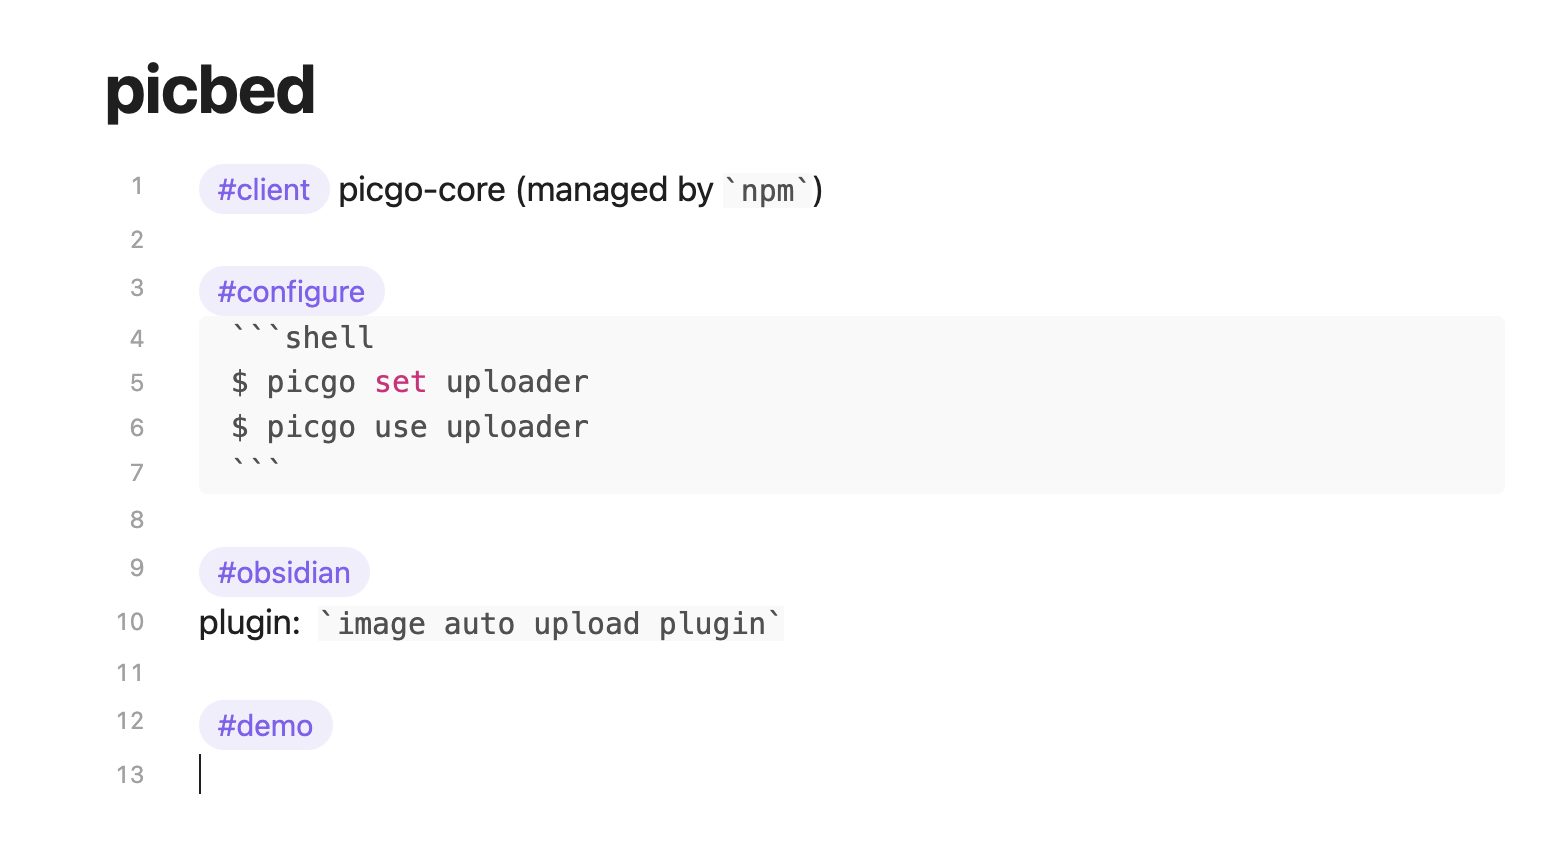 picbed
1 #client picgo-core (managed by `npm`)
2
3 #configure
4 ```shell
5 $ picgo set uploader
6 $ picgo use uploader
7 ```
8
9 #obsidian
10 plugin: `image auto upload plugin`
11
12 #demo
13